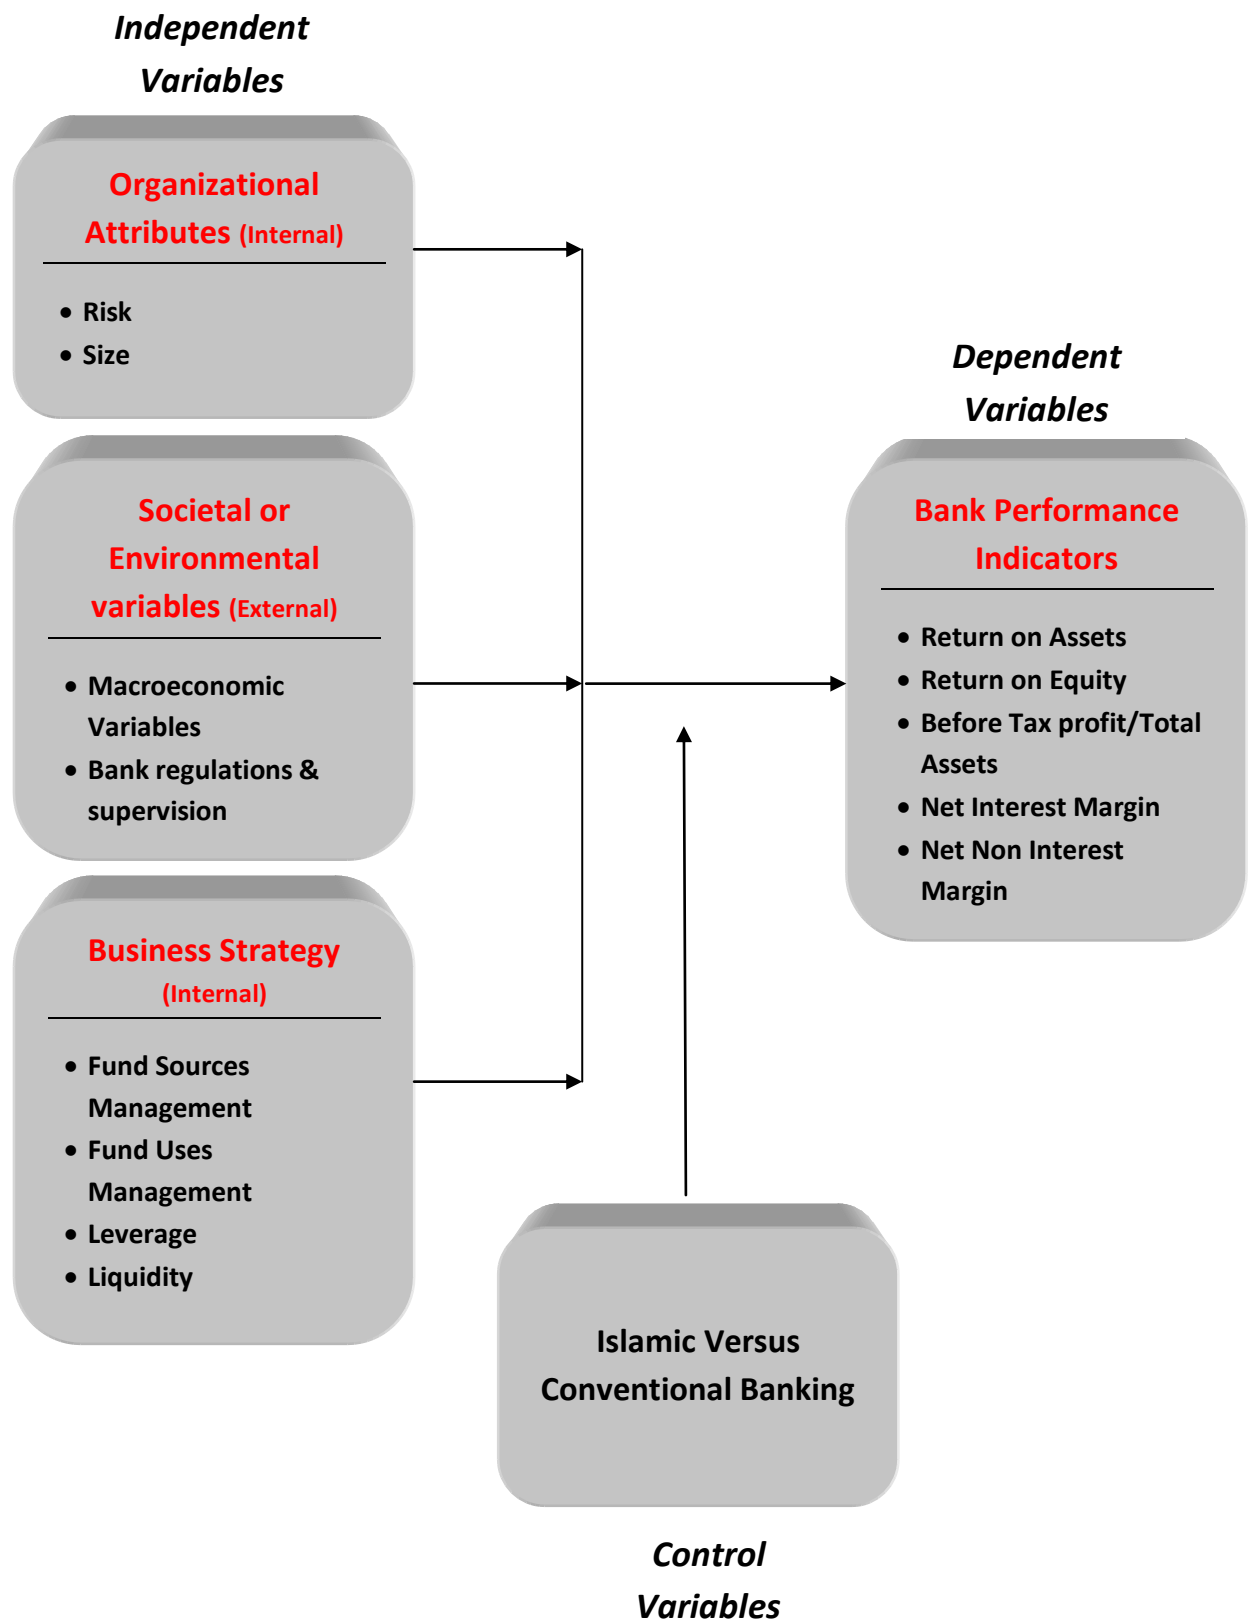 Independent
Variables
Organizational
Attributes (Internal)
• Risk
• Size
Societal or
Environmental
variables (External)
• Macroeconomic
Variables
• Bank regulations &
supervision
Business Strategy
(Internal)
• Fund Sources
Management
• Fund Uses
Management
• Leverage
• Liquidity
Dependent
Variables
Bank Performance
Indicators
• Return on Assets
• Return on Equity
• Before Tax profit/Total
Assets
• Net Interest Margin
• Net Non Interest
Margin
Islamic Versus
Conventional Banking
Control
Variables